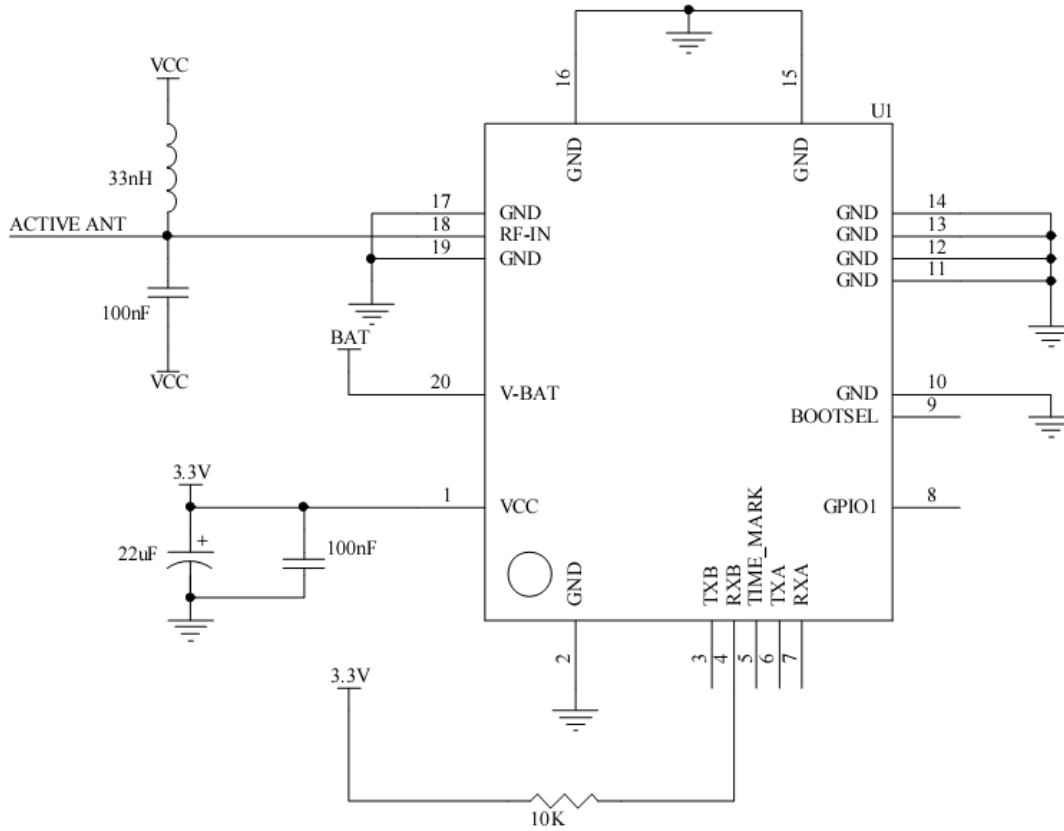 VCC
16
15
U1
GND
GND
33nH
ACTIVE ANT
17
GND
18
RF-IN
19
GND
GND
14
GND
13
GND
12
GND
11
100nF
VCC
BAT
20
V-BAT
GND
10
BOOTSEL
9
3.3V
1
VCC
GPIO1
8
22uF
+
100nF
GND
TXB
RXB
TIME_MARK
TXA
RXA
2
3
4
5
6
7
3.3V
10K